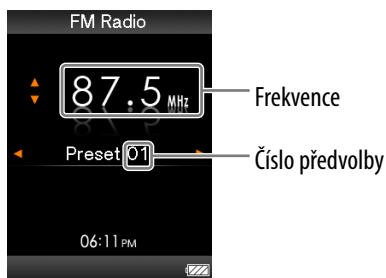 FM Radio
87.5 MHz
Frekvence
Preset 01
Číslo předvolby
06:11 PM